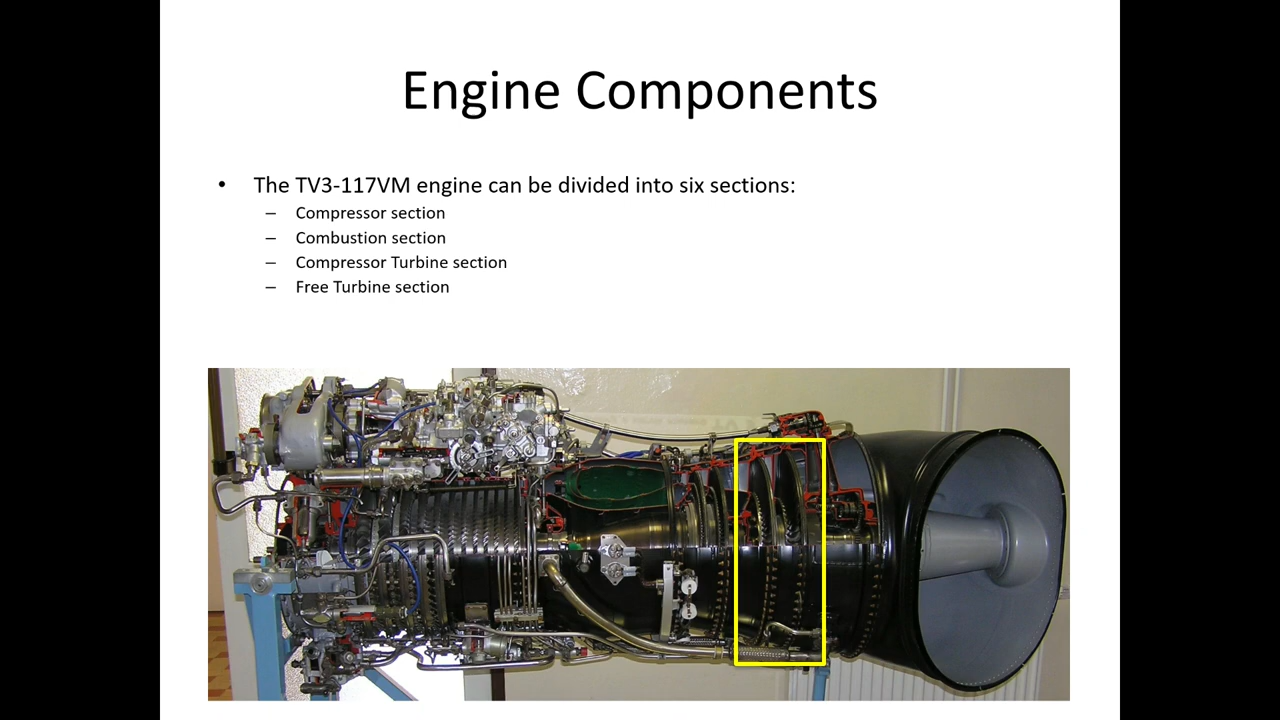 Engine Components
• The TV3-117VM engine can be divided into six sections:
– Compressor section
– Combustion section
– Compressor Turbine section
– Free Turbine section